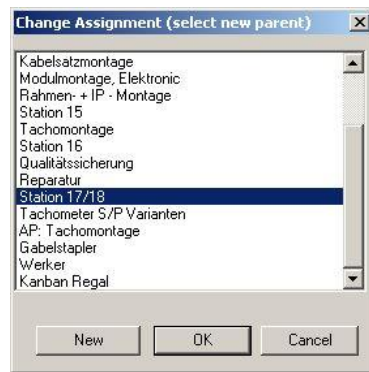 Change Assignment (select new parent)
Kabelsatzmontage
Modulmontage, Elektronic
Rahmen- + IP - Montage
Station 15
Tachomontage
Station 16
Qualitätssicherung
Reparatur
Station 17/18
Tachometer S/P Varianten
AP: Tachomontage
Gabelstapler
Werker
Kanban Regal
New OK Cancel